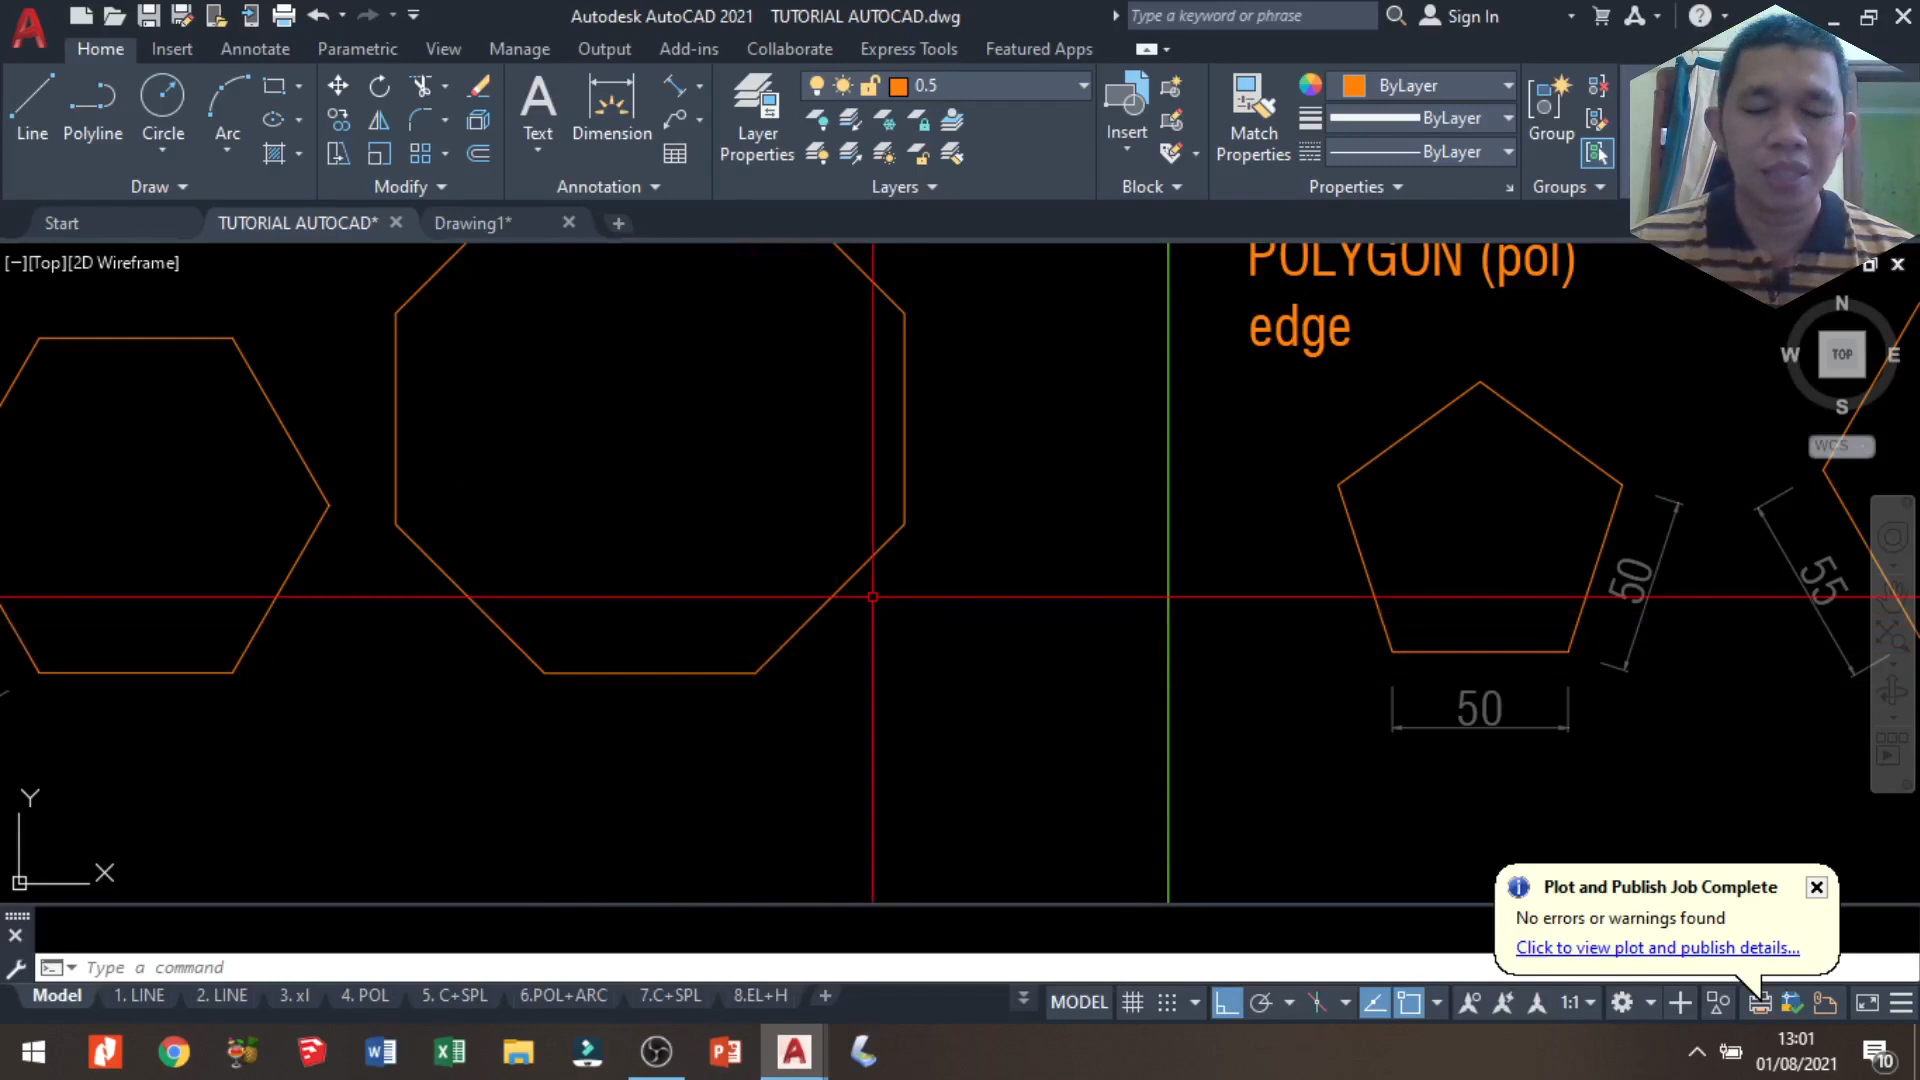 Autodesk AutoCAD 2021 TUTORIAL AUTOCAD.dwg
Type a keyword or phrase
Sign In
Home Insert Annotate Parametric View Manage Output Add-ins Collaborate Express Tools Featured Apps
Line Polyline Circle Arc
Text Dimension
Layer Properties
0.5
Insert
Match Properties
ByLayer
ByLayer
ByLayer
Group
Draw Modify Annotation Layers Block Properties Groups
Start TUTORIAL AUTOCAD* Drawing1*
[−][Top][2D Wireframe]
POLYGON (pol)
edge
N
W TOP E
S
WCS
50
55
50
Y
X
Plot and Publish Job Complete
No errors or warnings found
Click to view plot and publish details...
Type a command
Model 1. LINE 2. LINE 3. xl 4. POL 5. C+SPL 6.POL+ARC 7.C+SPL 8.EL+H
MODEL 1:1
13:01
01/08/2021
10